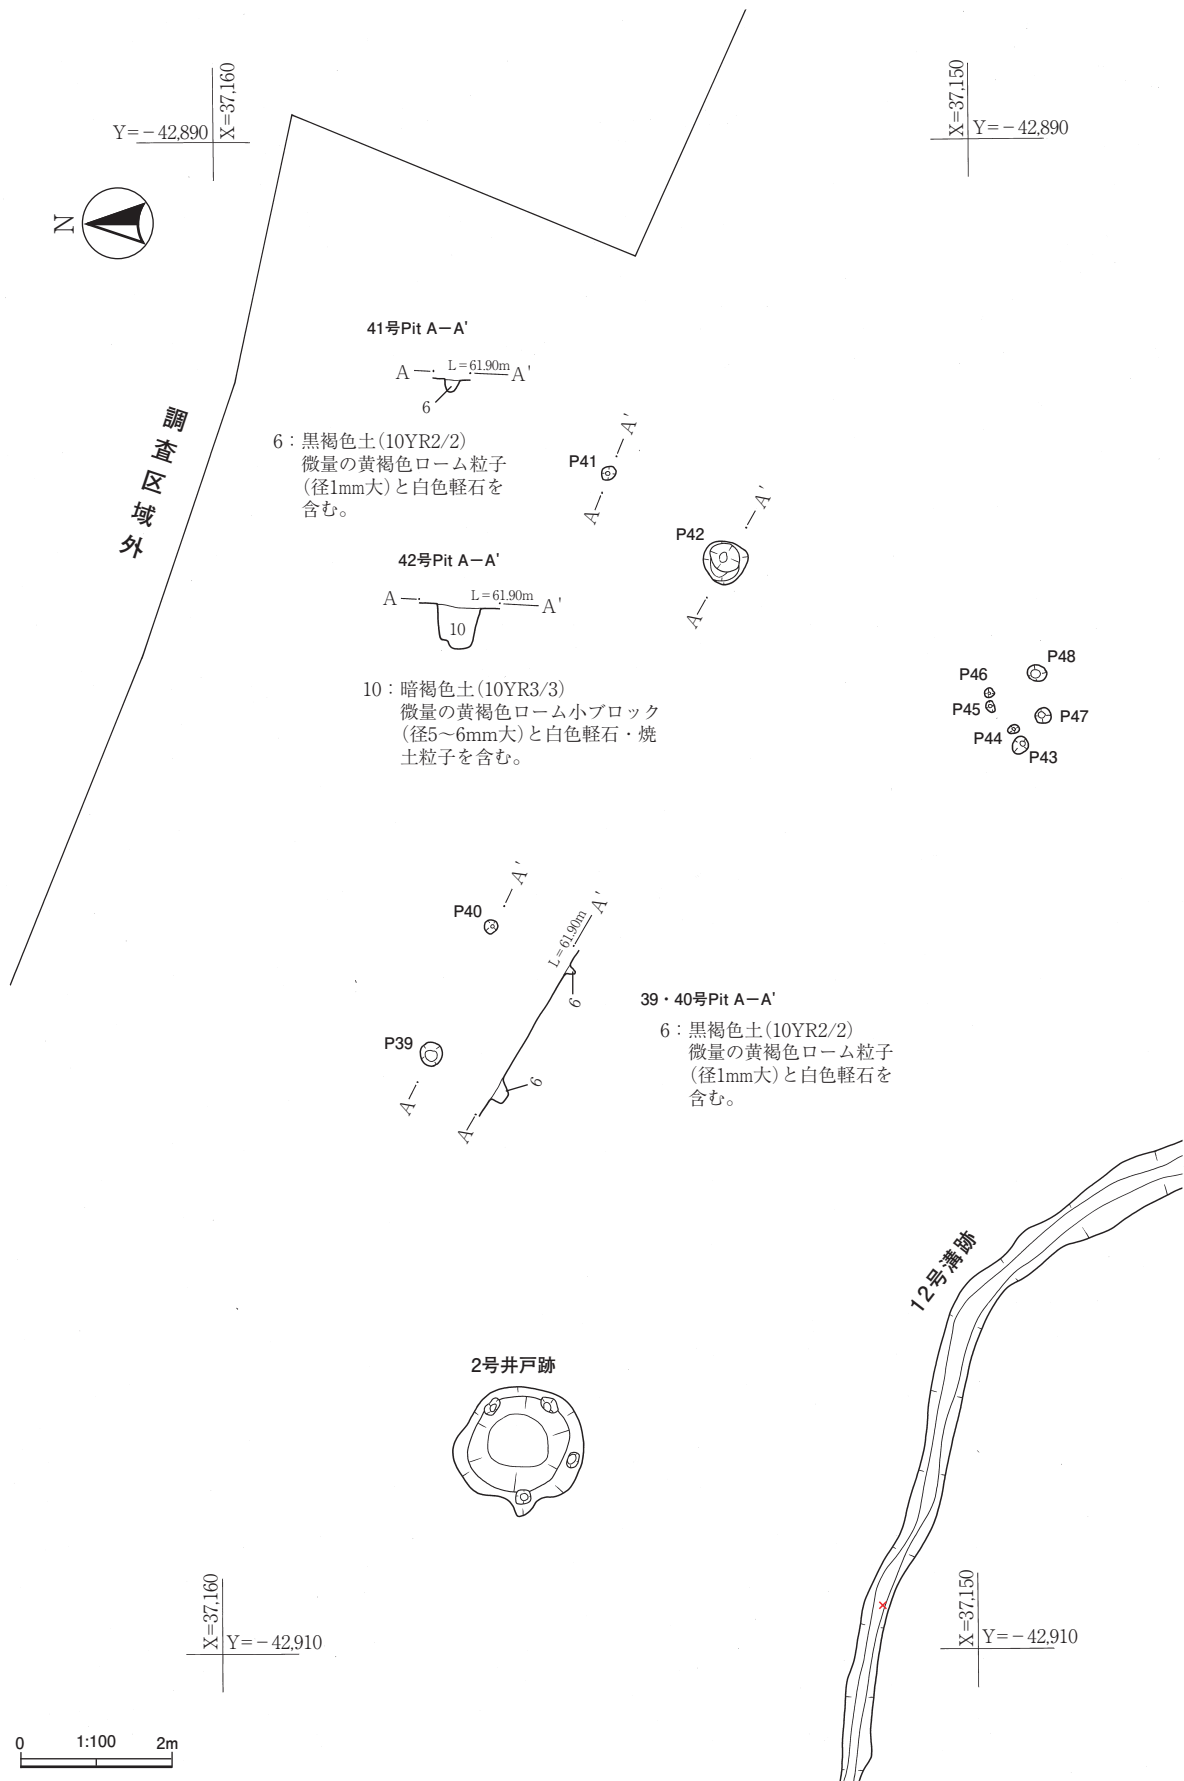 Y=−42,890
X=37,160
X=37,150
Y=−42,890
N
調査区域外
41号Pit A－A'
A
L=61.90m
A'
6
6：黒褐色土(10YR2/2)
微量の黄褐色ローム粒子
(径1mm大)と白色軽石を
含む。
P41
A'
A
42号Pit A－A'
A
L=61.90m
A'
10
10：暗褐色土(10YR3/3)
微量の黄褐色ローム小ブロック
(径5～6mm大)と白色軽石・焼
土粒子を含む。
P42
A'
A
P46
P48
P45
P47
P44
P43
P40
A'
P39
A
L=61.90m
A'
6
6
A
39・40号Pit A－A'
6：黒褐色土(10YR2/2)
微量の黄褐色ローム粒子
(径1mm大)と白色軽石を
含む。
12号溝跡
2号井戸跡
X=37,160
Y=−42,910
X=37,150
Y=−42,910
0 1:100 2m